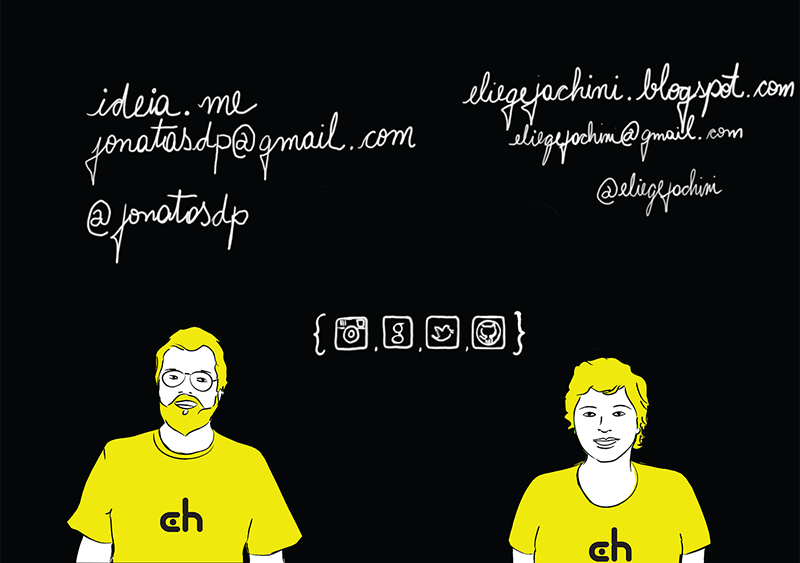 ideia.me
jonatasdp@gmail.com
@jonatasdp
eliegejachini.blogspot.com
eliegejachini@gmail.com
@eliegejachini
{ g }
ch
ch